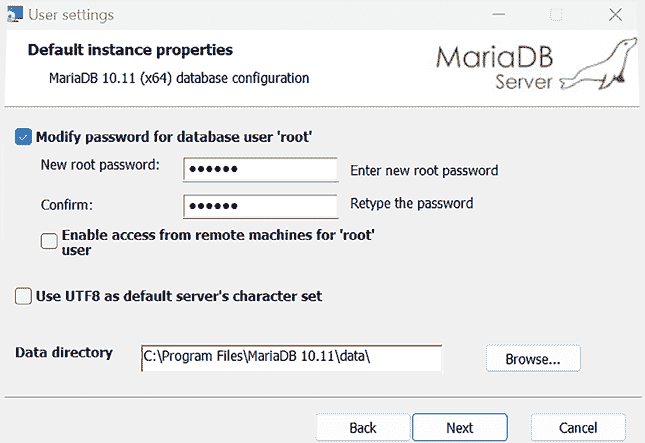 User settings
Default instance properties
MariaDB 10.11 (x64) database configuration
MariaDB
Server
Modify password for database user 'root'
New root password: ●●●●●● Enter new root password
Confirm: ●●●●●● Retype the password
Enable access from remote machines for 'root'
user
Use UTF8 as default server's character set
Data directory C:\Program Files\MariaDB 10.11\data\ Browse...
Back Next Cancel